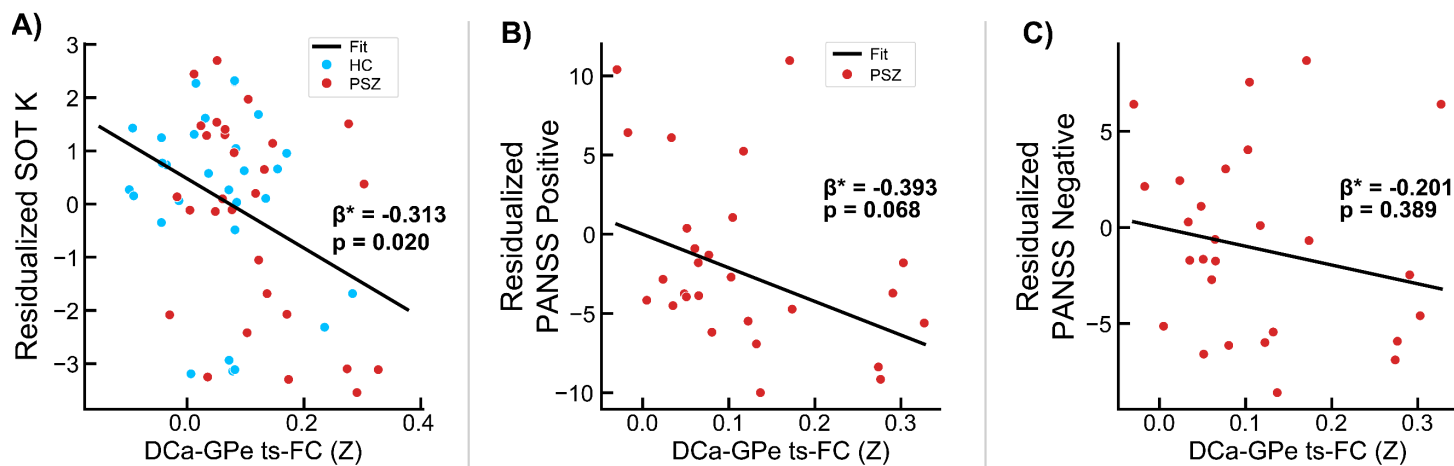 A)
3
2
1
0
−1
−2
−3
Residualized SOT K
Fit
HC
PSZ
β* = -0.313
p = 0.020
0.0
0.2
0.4
DCa-GPe ts-FC (Z)
B)
10
5
0
−5
−10
Residualized
PANSS Positive
Fit
PSZ
β* = -0.393
p = 0.068
0.0
0.1
0.2
0.3
DCa-GPe ts-FC (Z)
C)
5
0
−5
Residualized
PANSS Negative
β* = -0.201
p = 0.389
0.0
0.1
0.2
0.3
DCa-GPe ts-FC (Z)